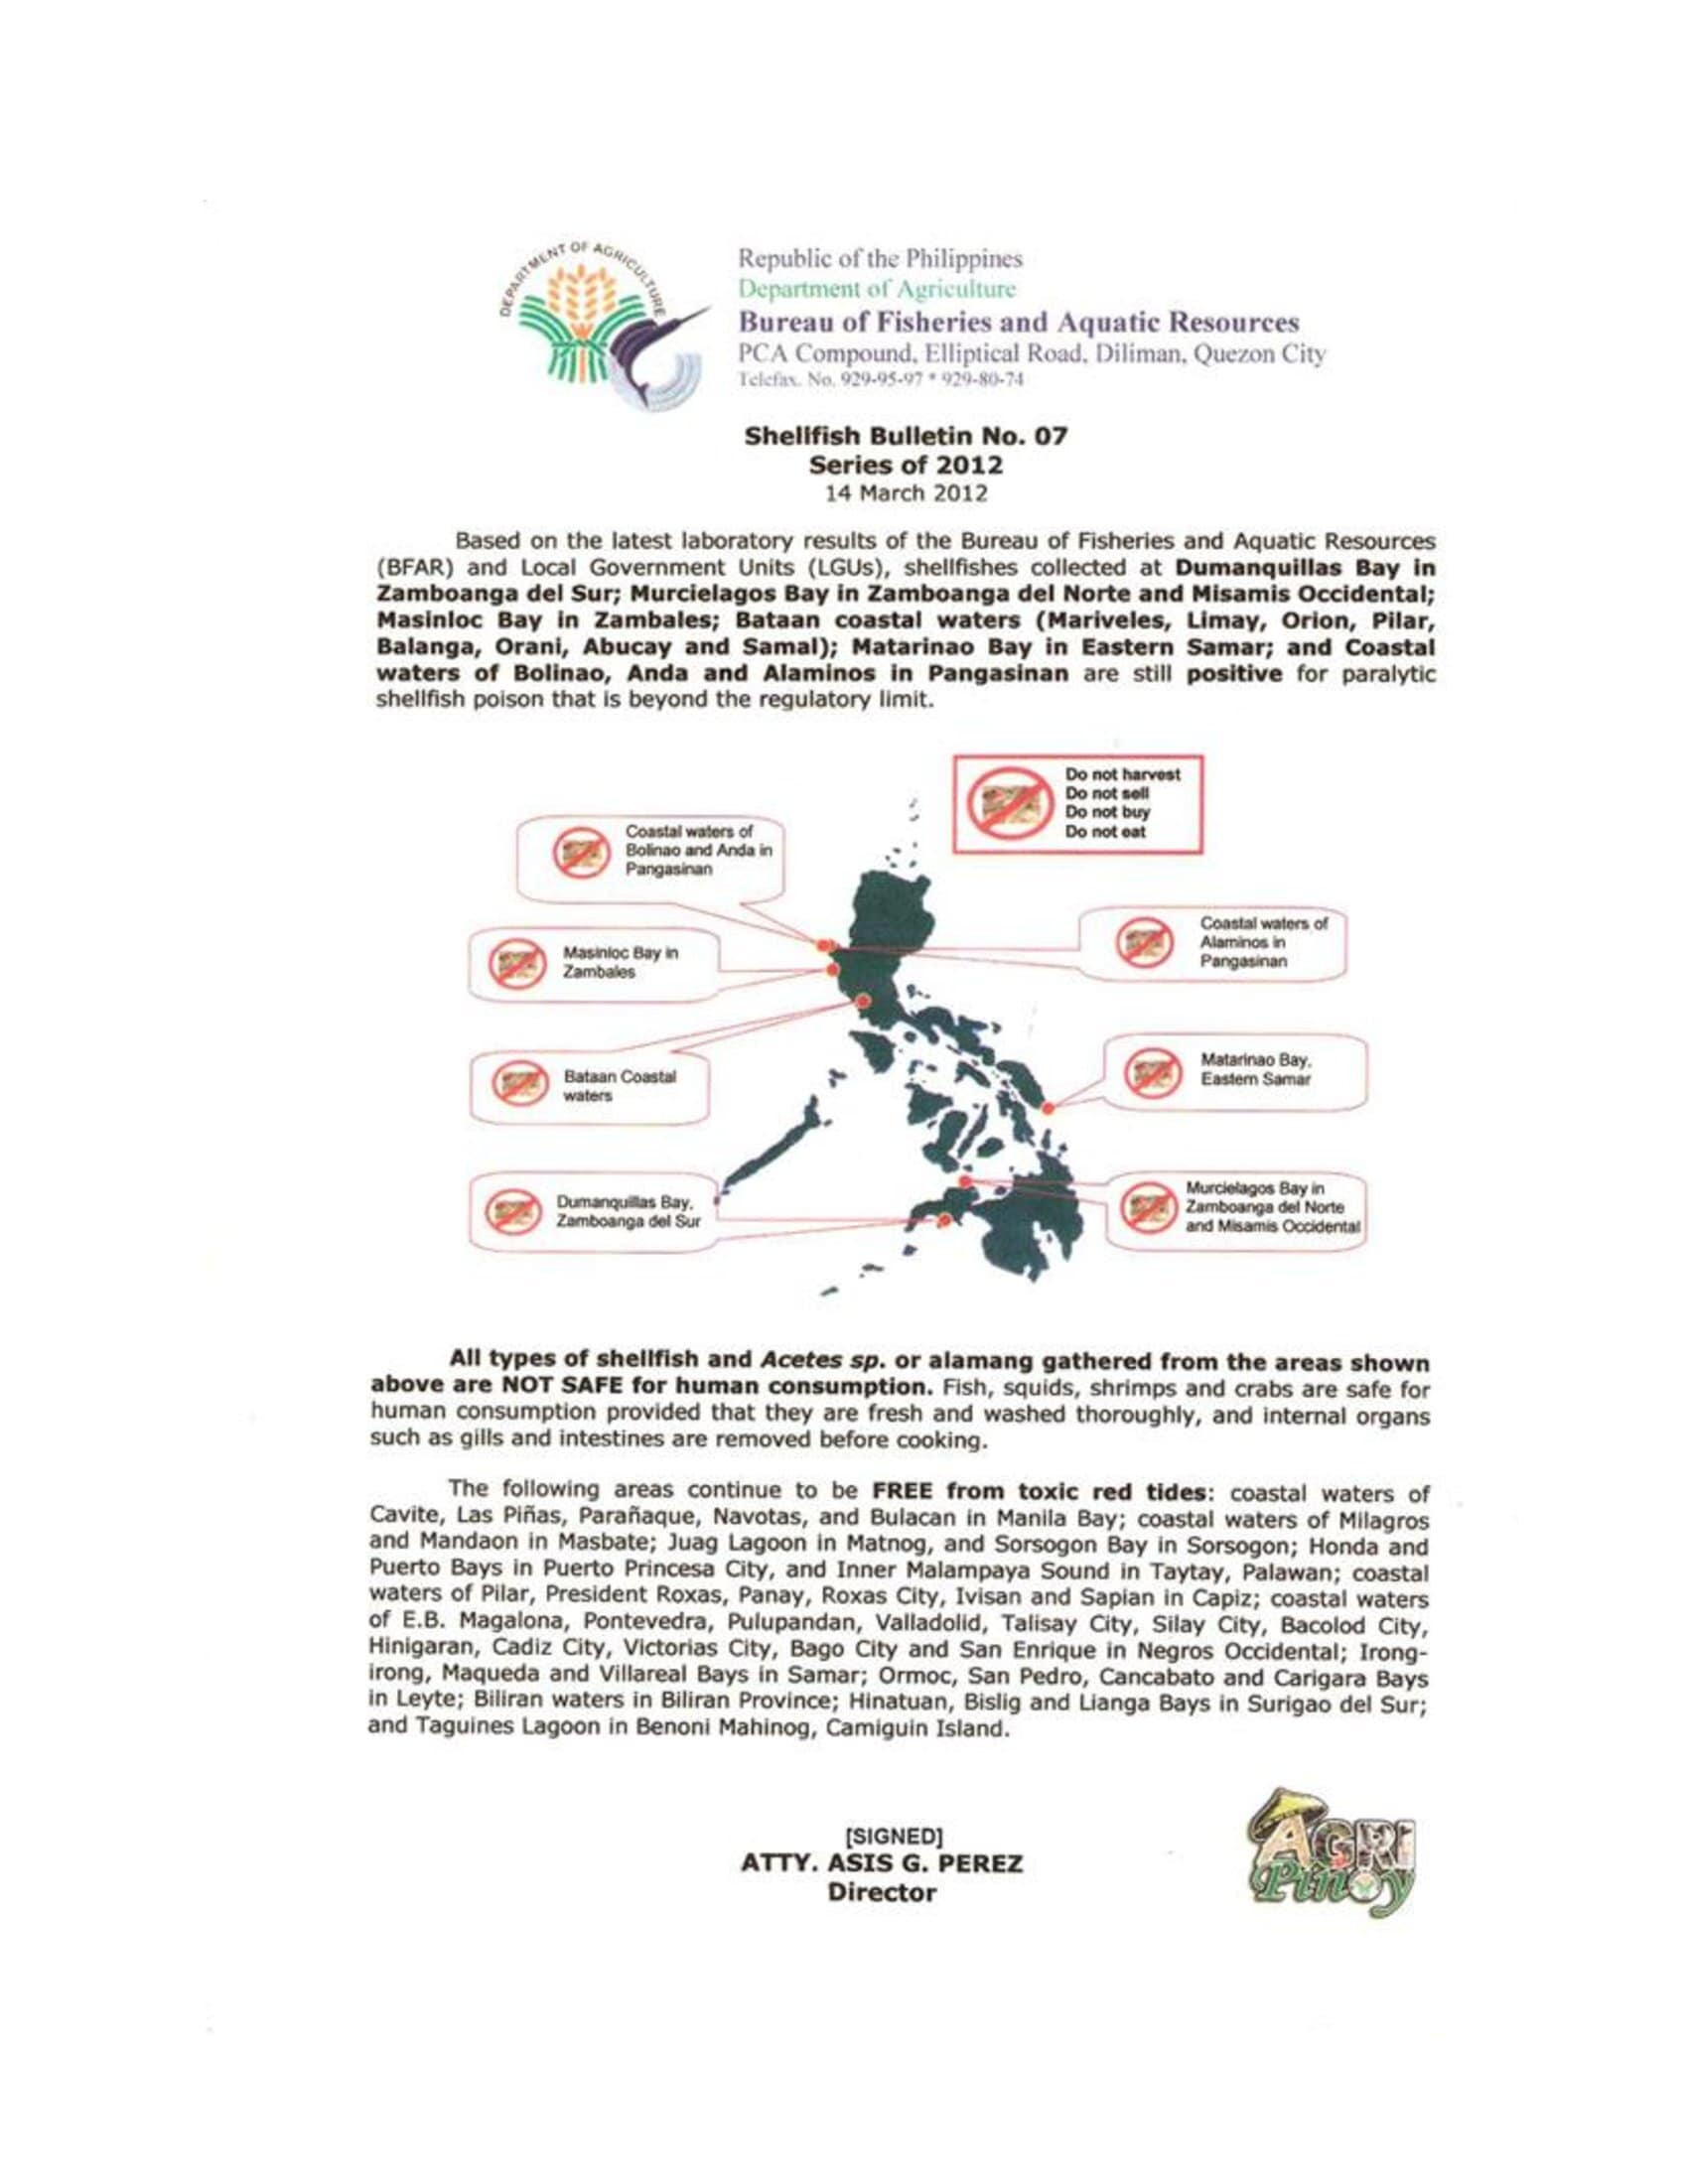 DEPARTMENT OF AGRICULTURE
Republic of the Philippines
Department of Agriculture
Bureau of Fisheries and Aquatic Resources
PCA Compound, Elliptical Road, Diliman, Quezon City
Telefax. No. 929-95-97 * 929-80-74
Shellfish Bulletin No. 07
Series of 2012
14 March 2012
Based on the latest laboratory results of the Bureau of Fisheries and Aquatic Resources
(BFAR) and Local Government Units (LGUs), shellfishes collected at Dumanquillas Bay in
Zamboanga del Sur; Murcielagos Bay in Zamboanga del Norte and Misamis Occidental;
Masinloc Bay in Zambales; Bataan coastal waters (Mariveles, Limay, Orion, Pilar,
Balanga, Orani, Abucay and Samal); Matarinao Bay in Eastern Samar; and Coastal
waters of Bolinao, Anda and Alaminos in Pangasinan are still positive for paralytic
shellfish poison that is beyond the regulatory limit.
Do not harvest
Do not sell
Do not buy
Do not eat
Coastal waters of
Bolinao and Anda in
Pangasinan
Coastal waters of
Alaminos in
Pangasinan
Masinloc Bay in
Zambales
Bataan Coastal
waters
Matarinao Bay,
Eastern Samar
Dumanquillas Bay,
Zamboanga del Sur
Murcielagos Bay in
Zamboanga del Norte
and Misamis Occidental
All types of shellfish and Acetes sp. or alamang gathered from the areas shown
above are NOT SAFE for human consumption. Fish, squids, shrimps and crabs are safe for
human consumption provided that they are fresh and washed thoroughly, and internal organs
such as gills and intestines are removed before cooking.
The following areas continue to be FREE from toxic red tides: coastal waters of
Cavite, Las Piñas, Parañaque, Navotas, and Bulacan in Manila Bay; coastal waters of Milagros
and Mandaon in Masbate; Juag Lagoon in Matnog, and Sorsogon Bay in Sorsogon; Honda and
Puerto Bays in Puerto Princesa City, and Inner Malampaya Sound in Taytay, Palawan; coastal
waters of Pilar, President Roxas, Panay, Roxas City, Ivisan and Sapian in Capiz; coastal waters
of E.B. Magalona, Pontevedra, Pulupandan, Valladolid, Talisay City, Silay City, Bacolod City,
Hinigaran, Cadiz City, Victorias City, Bago City and San Enrique in Negros Occidental; Irong-
irong, Maqueda and Villareal Bays in Samar; Ormoc, San Pedro, Cancabato and Carigara Bays
in Leyte; Biliran waters in Biliran Province; Hinatuan, Bislig and Lianga Bays in Surigao del Sur;
and Taguines Lagoon in Benoni Mahinog, Camiguin Island.
[SIGNED]
ATTY. ASIS G. PEREZ
Director
AGRI
Pinoy